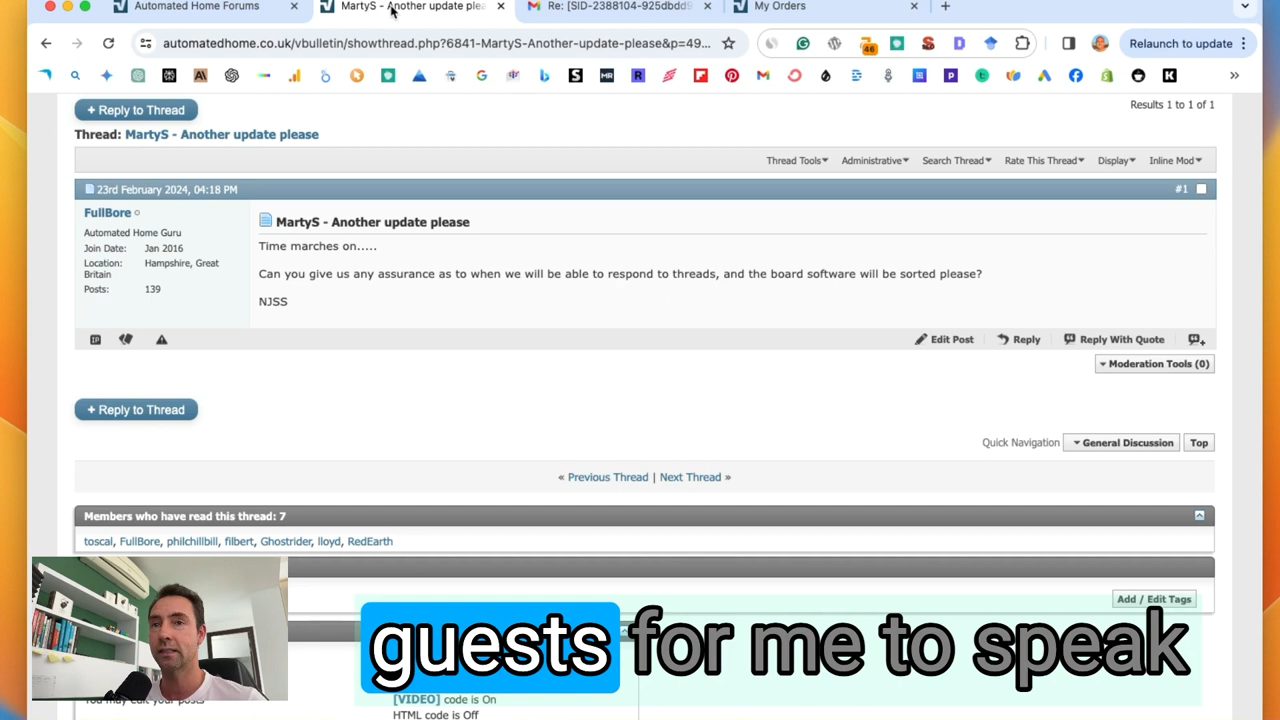 Automated Home Forums
MartyS - Another update plea
Re: [SID-2388104-925dbdd9
My Orders
automatedhome.co.uk/vbulletin/showthread.php?6841-MartyS-Another-update-please&p=49...
46
Relaunch to update
+ Reply to Thread
Results 1 to 1 of 1
Thread: MartyS - Another update please
Thread Tools
Administrative
Search Thread
Rate This Thread
Display
Inline Mod
23rd February 2024, 04:18 PM
#1
FullBore
Automated Home Guru
Join Date: Jan 2016
Location: Hampshire, Great Britain
Posts: 139
MartyS - Another update please
Time marches on.....
Can you give us any assurance as to when we will be able to respond to threads, and the board software will be sorted please?
NJSS
Edit Post
Reply
Reply With Quote
Moderation Tools (0)
+ Reply to Thread
Quick Navigation
General Discussion
Top
« Previous Thread | Next Thread »
Members who have read this thread: 7
toscal, FullBore, philchillbill, filbert, Ghostrider, lloyd, RedEarth
Add / Edit Tags
guests for me to speak
You may edit your posts
[VIDEO] code is On
HTML code is Off